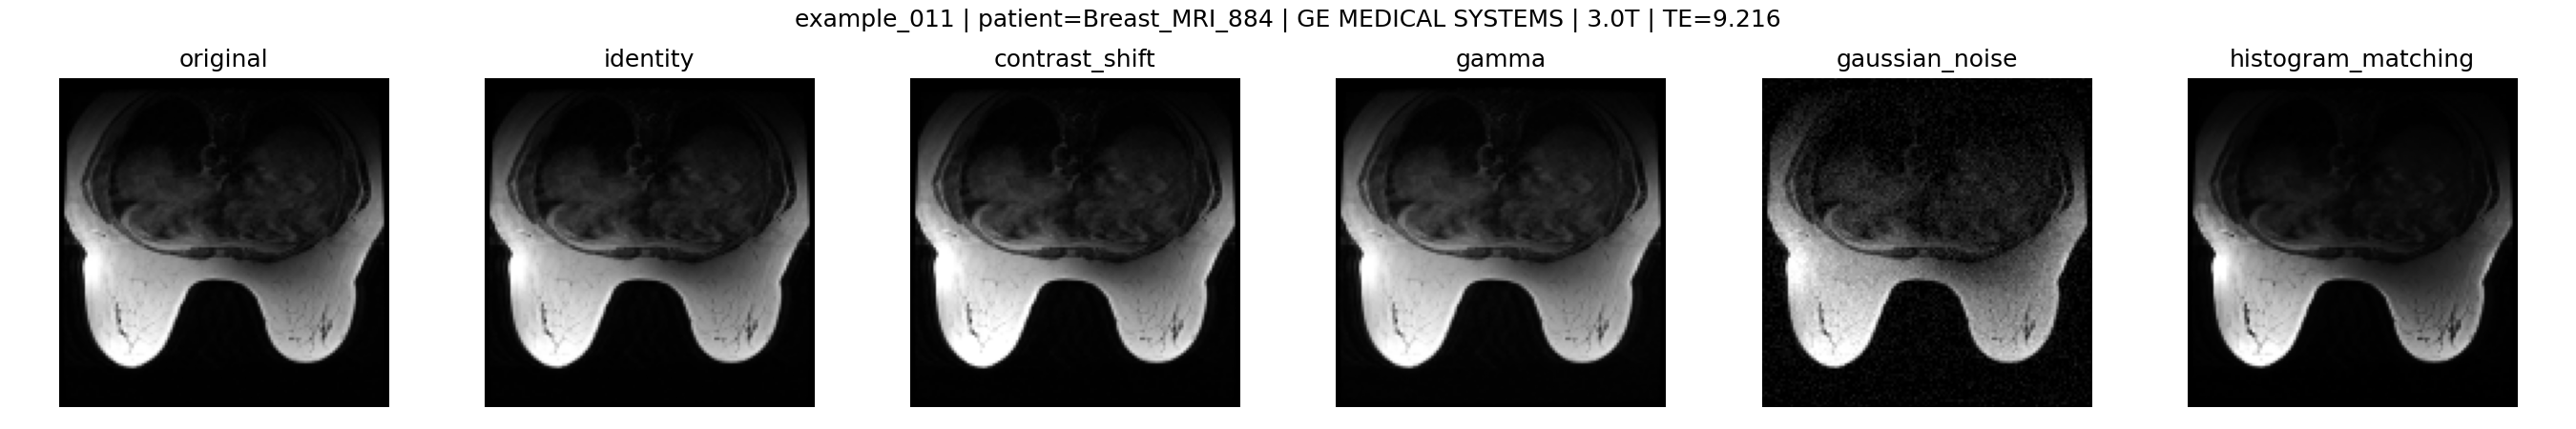 example_011 | patient=Breast_MRI_884 | GE MEDICAL SYSTEMS | 3.0T | TE=9.216
original
identity
contrast_shift
gamma
gaussian_noise
histogram_matching